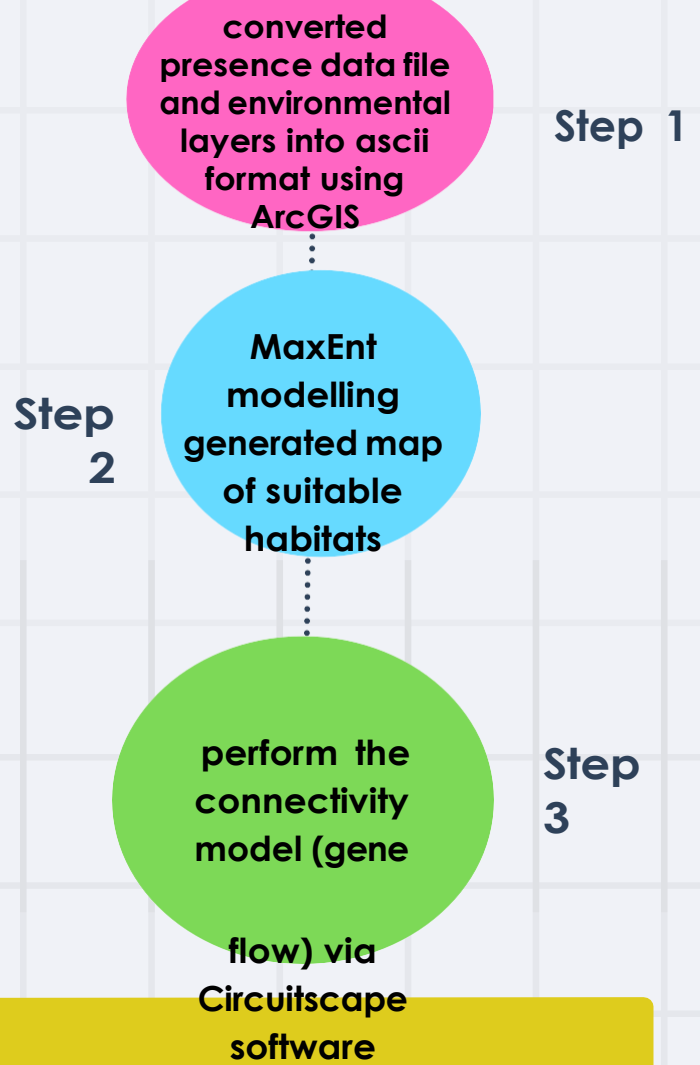 converted
presence data file
and environmental
layers into ascii
format using
ArcGIS
Step 1
MaxEnt
modelling
generated map
of suitable
habitats
Step
2
perform the
connectivity
model (gene
flow) via
Circuitscape
software
Step
3